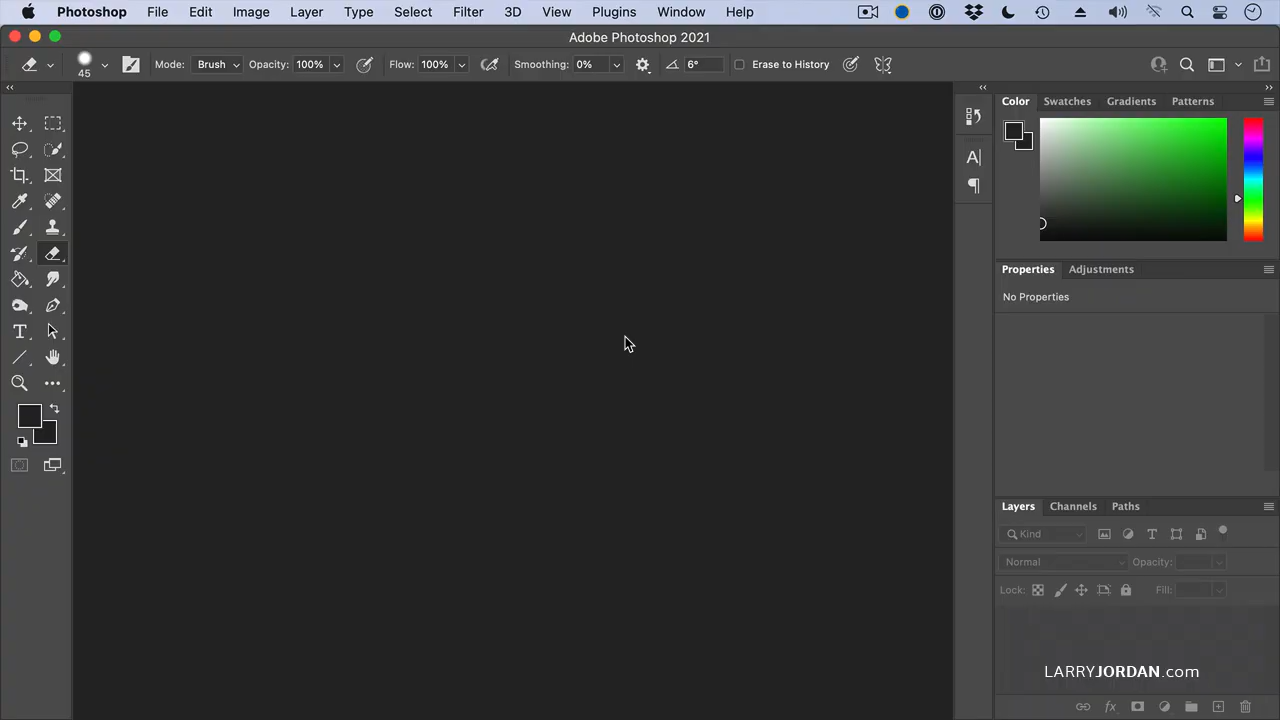 Photoshop File Edit Image Layer Type Select Filter 3D View Plugins Window Help
Adobe Photoshop 2021
45 Mode: Brush Opacity: 100% Flow: 100% Smoothing: 0% 6° Erase to History
Color Swatches Gradients Patterns
Properties Adjustments
No Properties
Layers Channels Paths
Kind
Normal Opacity:
Lock: Fill:
LARRYJORDAN.com